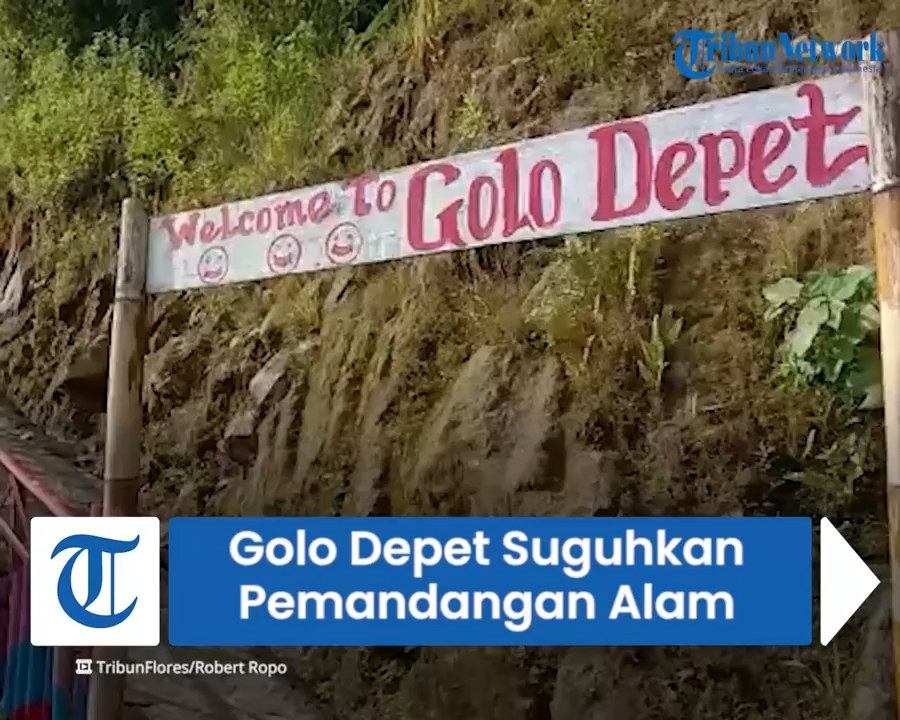 TribunNetwork
Welcome To Golo Depet
Golo Depet Suguhkan
Pemandangan Alam
TribunFlores/Robert Ropo